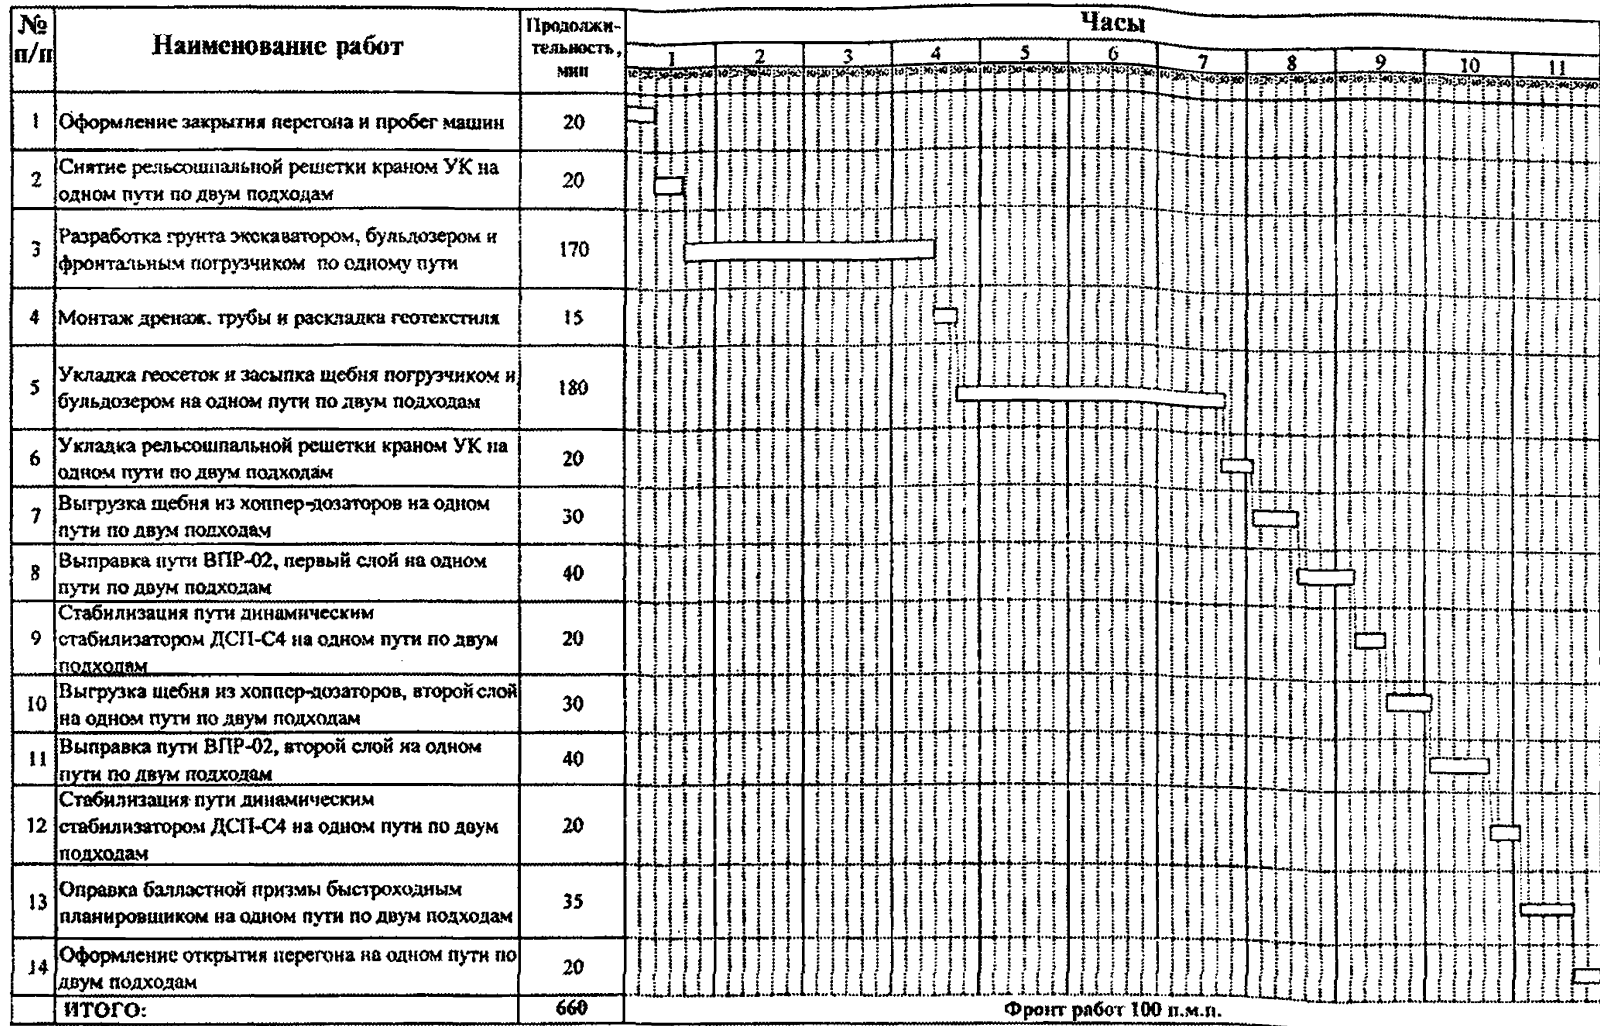 № п/п
Наименование работ
Продолжи-
тельность,
мин
Часы
1 2 3 4 5 6 7 8 9 10 11
1 Оформление закрытия перегона и пробег машин 20
2 Снятие рельсошпальной решетки краном УК на
одном пути по двум подходам 20
3 Разработка грунта экскаватором, бульдозером и
фронтальным погрузчиком по одному пути 170
4 Монтаж дренаж. трубы и раскладка геотекстиля 15
5 Укладка геосеток и засыпка щебня погрузчиком и
бульдозером на одном пути по двум подходам 180
6 Укладка рельсошпальной решетки краном УК на
одном пути по двум подходам 20
7 Выгрузка щебня из хоппер-дозаторов на одном
пути по двум подходам 30
8 Выправка пути ВПР-02, первый слой на одном
пути по двум подходам 40
9 Стабилизация пути динамическим
стабилизатором ДСП-С4 на одном пути по двум
подходам 20
10 Выгрузка щебня из хоппер-дозаторов, второй слой
на одном пути по двум подходам 30
11 Выправка пути ВПР-02, второй слой на одном
пути по двум подходам 40
12 Стабилизация пути динамическим
стабилизатором ДСП-С4 на одном пути по двум
подходам 20
13 Оправка балластной призмы быстроходным
планировщиком на одном пути по двум подходам 35
14 Оформление открытия перегона на одном пути по
двум подходам 20
ИТОГО: 660 Фронт работ 100 п.м.п.